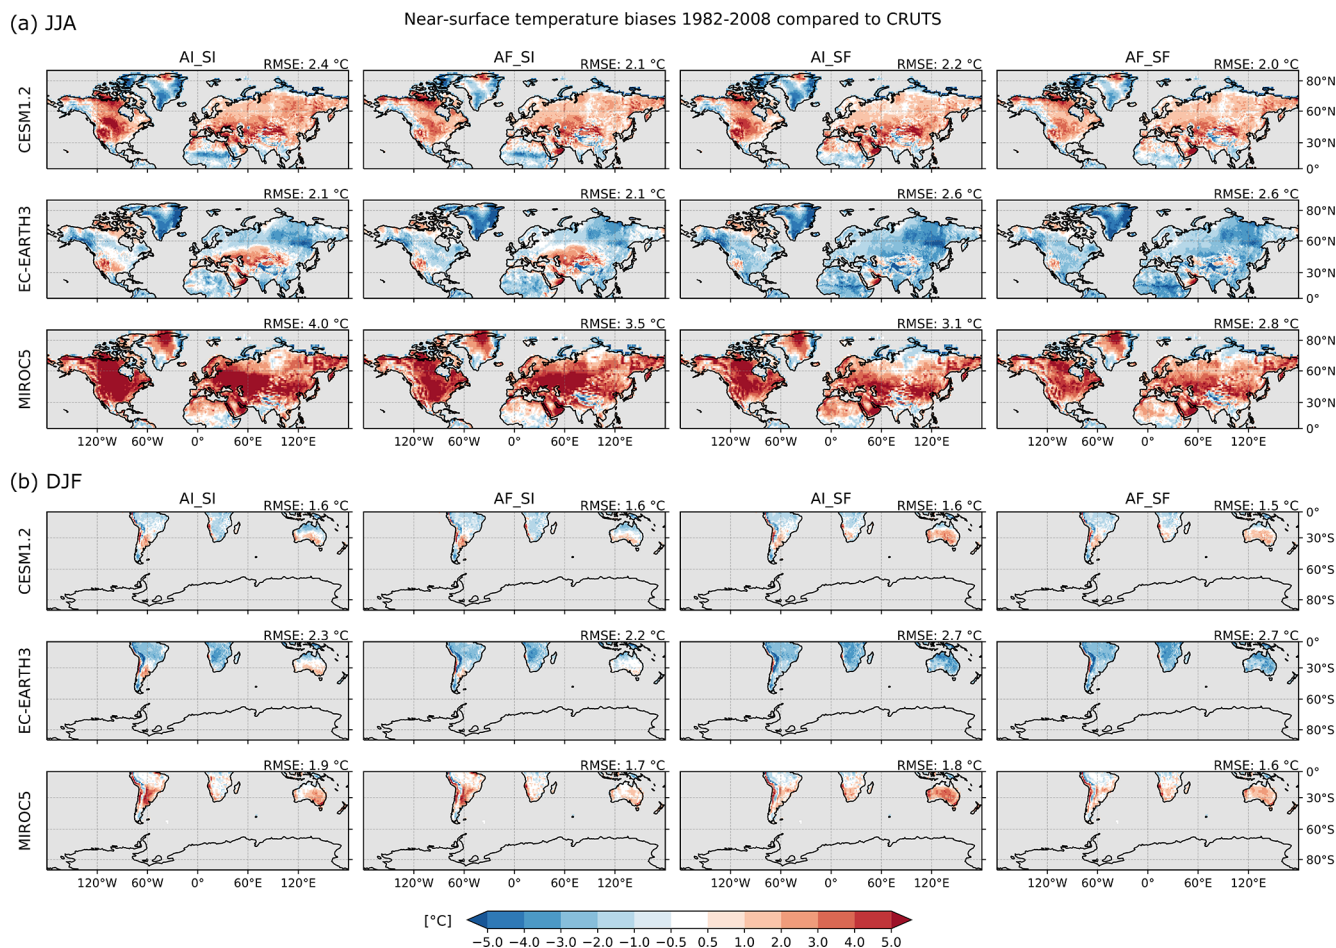 Near-surface temperature biases 1982-2008 compared to CRUTS
(a) JJA
AI_SI AF_SI AI_SF AF_SF
RMSE: 2.4 °C RMSE: 2.1 °C RMSE: 2.2 °C RMSE: 2.0 °C
CESM1.2
80°N
60°N
30°N
0°
RMSE: 2.1 °C RMSE: 2.1 °C RMSE: 2.6 °C RMSE: 2.6 °C
EC-EARTH3
80°N
60°N
30°N
0°
RMSE: 4.0 °C RMSE: 3.5 °C RMSE: 3.1 °C RMSE: 2.8 °C
MIROC5
80°N
60°N
30°N
0°
120°W 60°W 0° 60°E 120°E 120°W 60°W 0° 60°E 120°E 120°W 60°W 0° 60°E 120°E 120°W 60°W 0° 60°E 120°E
(b) DJF
AI_SI AF_SI AI_SF AF_SF
RMSE: 1.6 °C RMSE: 1.6 °C RMSE: 1.6 °C RMSE: 1.5 °C
CESM1.2
0°
30°S
60°S
80°S
RMSE: 2.3 °C RMSE: 2.2 °C RMSE: 2.7 °C RMSE: 2.7 °C
EC-EARTH3
0°
30°S
60°S
80°S
RMSE: 1.9 °C RMSE: 1.7 °C RMSE: 1.8 °C RMSE: 1.6 °C
MIROC5
0°
30°S
60°S
80°S
120°W 60°W 0° 60°E 120°E 120°W 60°W 0° 60°E 120°E 120°W 60°W 0° 60°E 120°E 120°W 60°W 0° 60°E 120°E
[°C]
−5.0 −4.0 −3.0 −2.0 −1.0 −0.5 0.5 1.0 2.0 3.0 4.0 5.0